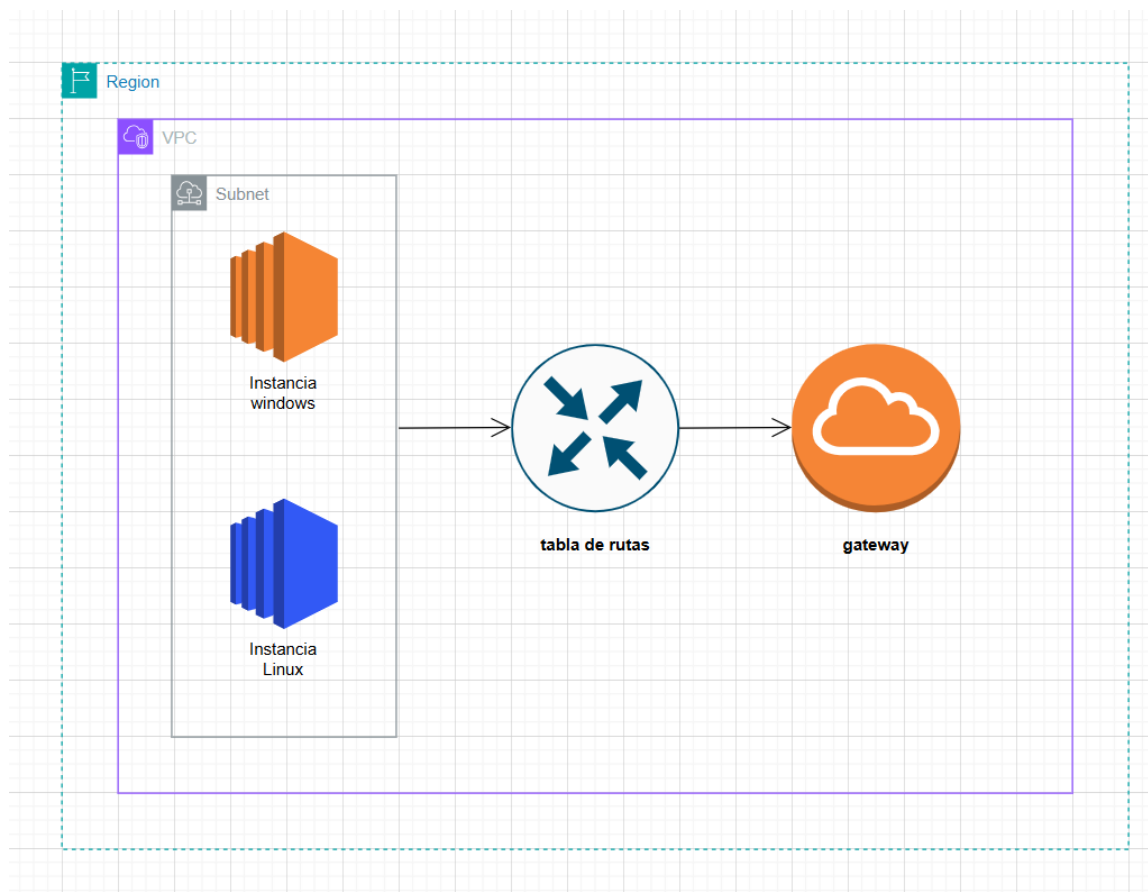 Region
VPC
Subnet
Instancia
windows
tabla de rutas
gateway
Instancia
Linux